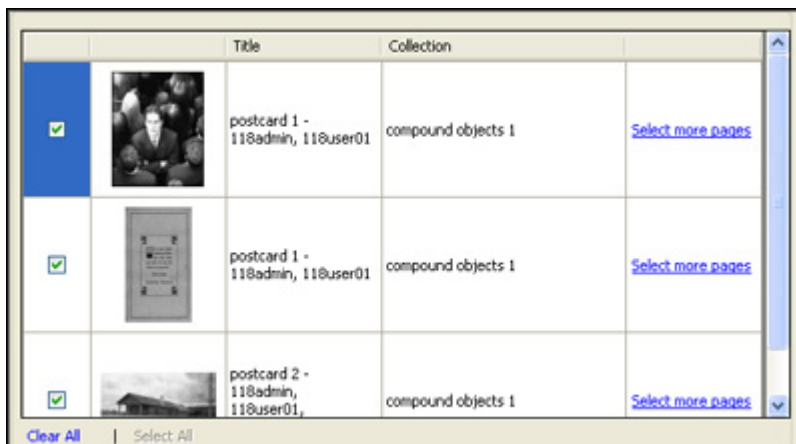 Title Collection
postcard 1 -
118admin, 118user01
compound objects 1
Select more pages
postcard 1 -
118admin, 118user01
compound objects 1
Select more pages
postcard 2 -
118admin,
118user01,
compound objects 1
Select more pages
Clear All | Select All